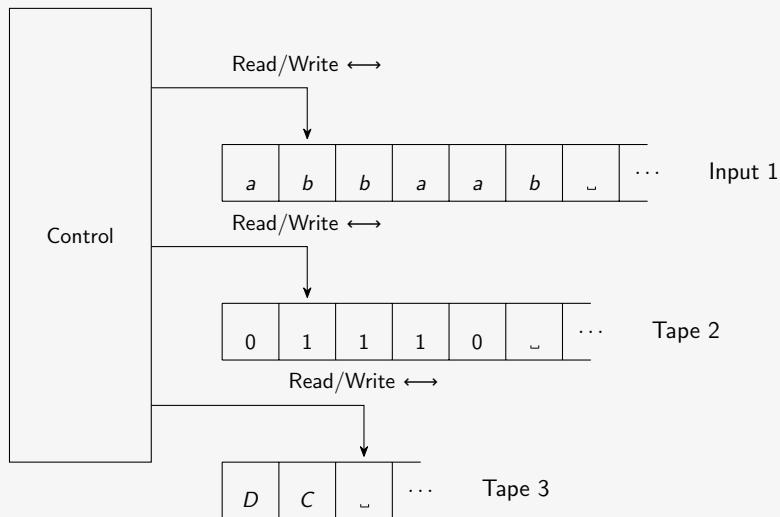 Read/Write ⟷
a b b a a b ␣ ··· Input 1
Read/Write ⟷
Control
0 1 1 1 0 ␣ ··· Tape 2
Read/Write ⟷
D C ␣ ··· Tape 3